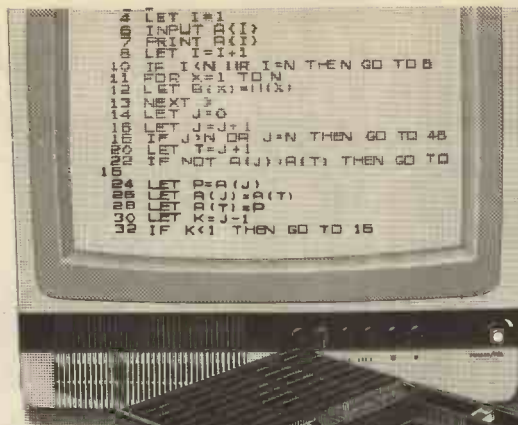 4 LET I=1
6 INPUT A(I)
7 PRINT A(I)
8 LET I=I+1
10 IF I<N OR I=N THEN GO TO 6
11 FOR X=1 TO N
12 LET B(X)=A(X)
13 NEXT X
14 LET J=0
15 LET J=J+1
16 IF J>N OR J=N THEN GO TO 48
20 LET T=J+1
22 IF NOT A(J)>A(T) THEN GO TO
15
24 LET P=A(J)
26 LET A(J)=A(T)
28 LET A(T)=P
30 LET K=J-1
32 IF K<1 THEN GO TO 15